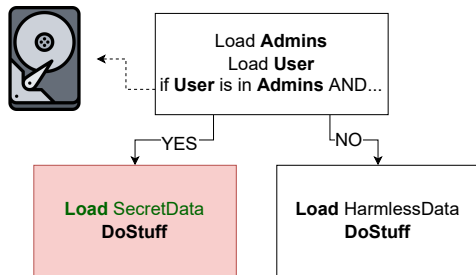 Load Admins
Load User
if User is in Admins AND...
YES
NO
Load SecretData
DoStuff
Load HarmlessData
DoStuff